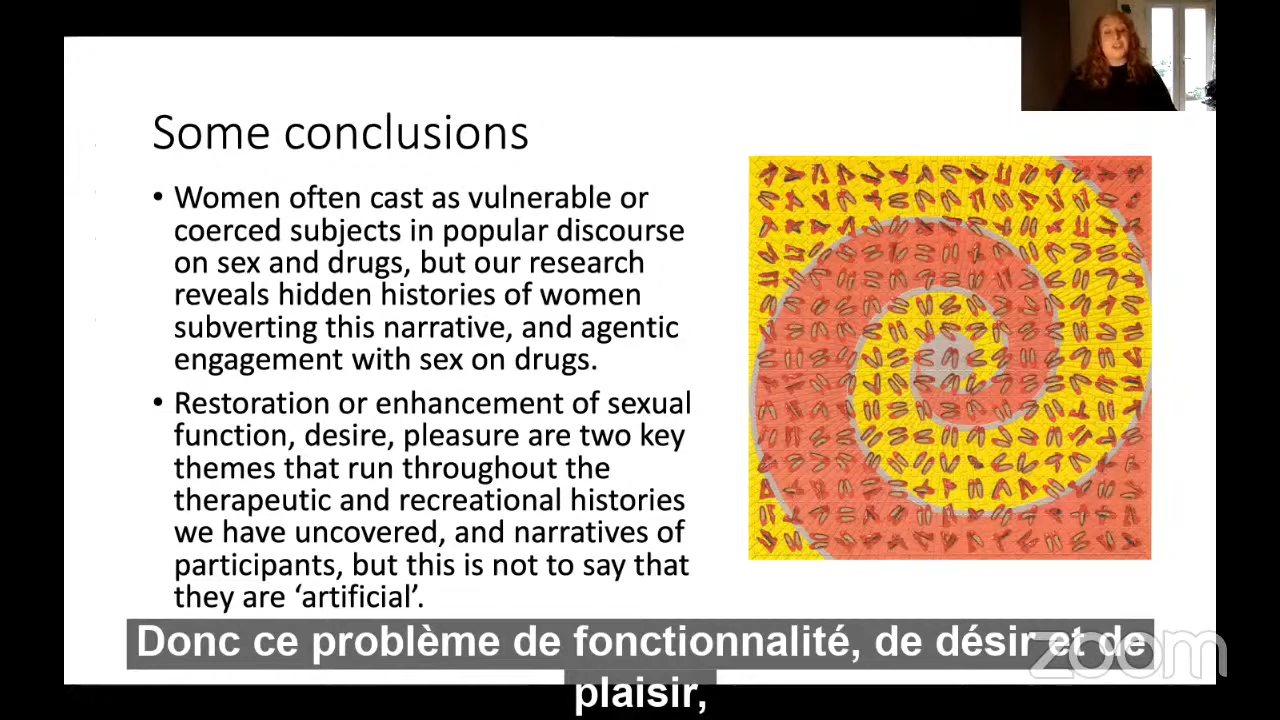 Some conclusions
• Women often cast as vulnerable or
coerced subjects in popular discourse
on sex and drugs, but our research
reveals hidden histories of women
subverting this narrative, and agentic
engagement with sex on drugs.
• Restoration or enhancement of sexual
function, desire, pleasure are two key
themes that run throughout the
therapeutic and recreational histories
we have uncovered, and narratives of
participants, but this is not to say that
they are ‘artificial’.
Donc ce problème de fonctionnalité, de désir et de
plaisir,
zoom